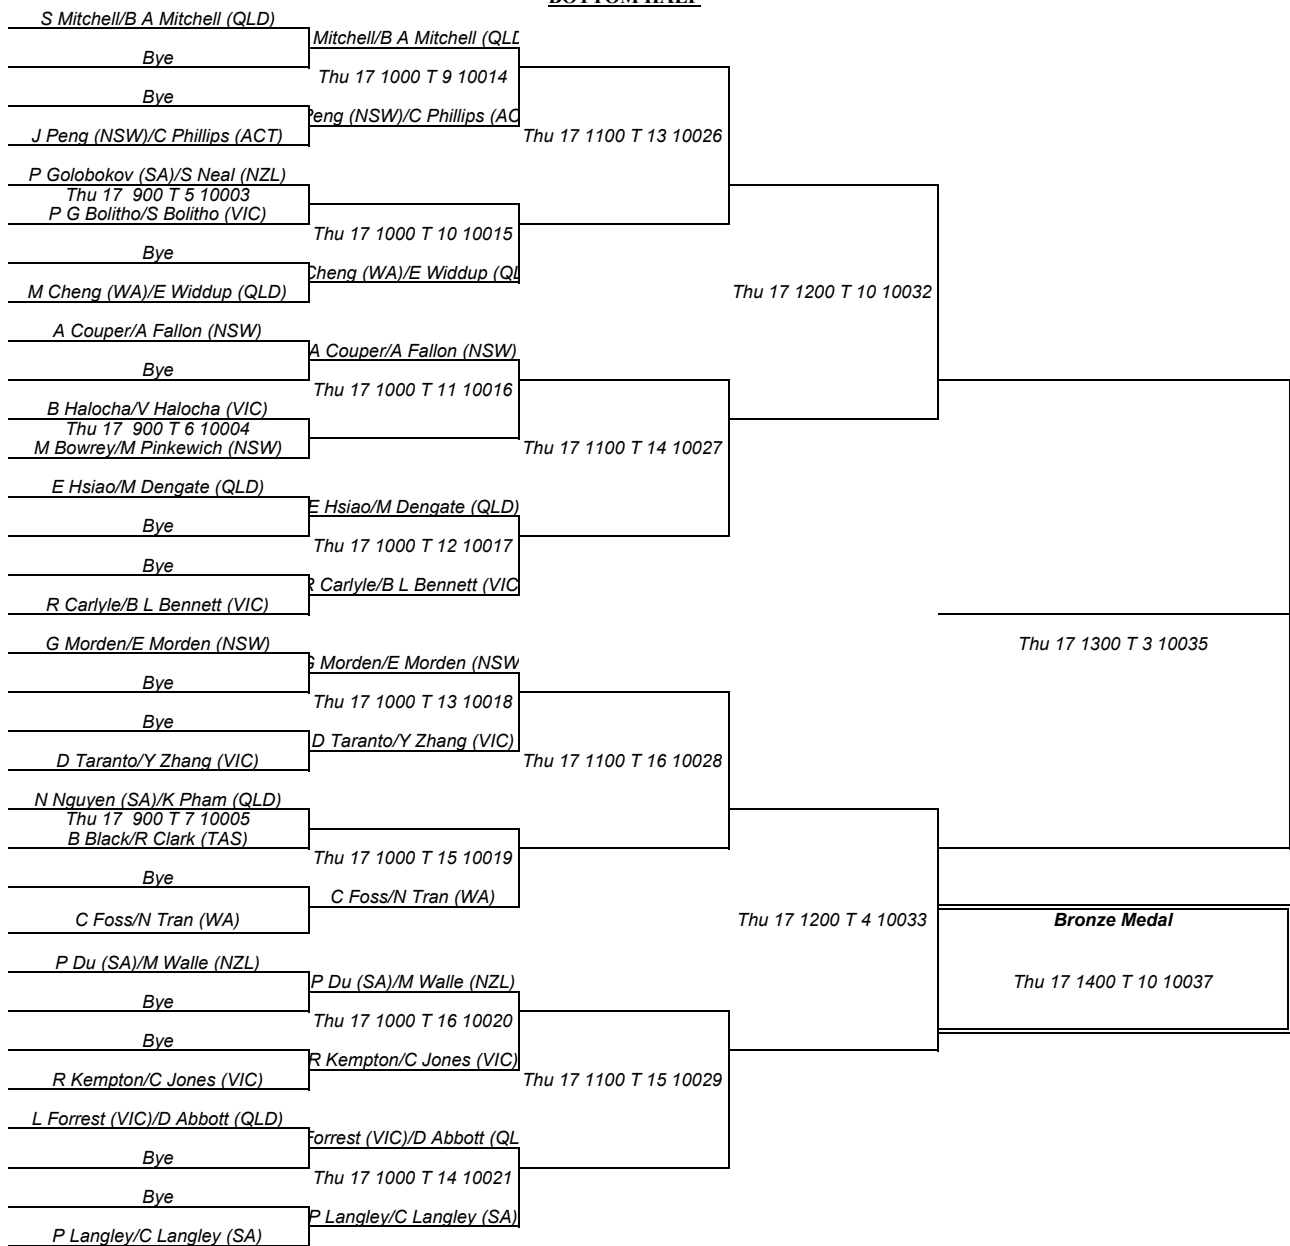 BOTTOM HALF
S Mitchell/B A Mitchell (QLD)
Bye
Bye
J Peng (NSW)/C Phillips (ACT)
P Golobokov (SA)/S Neal (NZL)
Thu 17 900 T 5 10003
P G Bolitho/S Bolitho (VIC)
Bye
M Cheng (WA)/E Widdup (QLD)
A Couper/A Fallon (NSW)
Bye
B Halocha/V Halocha (VIC)
Thu 17 900 T 6 10004
M Bowrey/M Pinkewich (NSW)
E Hsiao/M Dengate (QLD)
Bye
Bye
R Carlyle/B L Bennett (VIC)
G Morden/E Morden (NSW)
Bye
Bye
D Taranto/Y Zhang (VIC)
N Nguyen (SA)/K Pham (QLD)
Thu 17 900 T 7 10005
B Black/R Clark (TAS)
Bye
C Foss/N Tran (WA)
P Du (SA)/M Walle (NZL)
Bye
Bye
R Kempton/C Jones (VIC)
L Forrest (VIC)/D Abbott (QLD)
Bye
Bye
P Langley/C Langley (SA)
Mitchell/B A Mitchell (QLD
Thu 17 1000 T 9 10014
Peng (NSW)/C Phillips (AC
Thu 17 1000 T 10 10015
Cheng (WA)/E Widdup (QL
A Couper/A Fallon (NSW)
Thu 17 1000 T 11 10016
E Hsiao/M Dengate (QLD)
Thu 17 1000 T 12 10017
R Carlyle/B L Bennett (VIC
G Morden/E Morden (NSW
Thu 17 1000 T 13 10018
D Taranto/Y Zhang (VIC)
Thu 17 1000 T 15 10019
C Foss/N Tran (WA)
P Du (SA)/M Walle (NZL)
Thu 17 1000 T 16 10020
R Kempton/C Jones (VIC)
Forrest (VIC)/D Abbott (QL
Thu 17 1000 T 14 10021
P Langley/C Langley (SA)
Thu 17 1100 T 13 10026
Thu 17 1100 T 14 10027
Thu 17 1100 T 16 10028
Thu 17 1100 T 15 10029
Thu 17 1200 T 10 10032
Thu 17 1200 T 4 10033
Thu 17 1300 T 3 10035
Bronze Medal
Thu 17 1400 T 10 10037